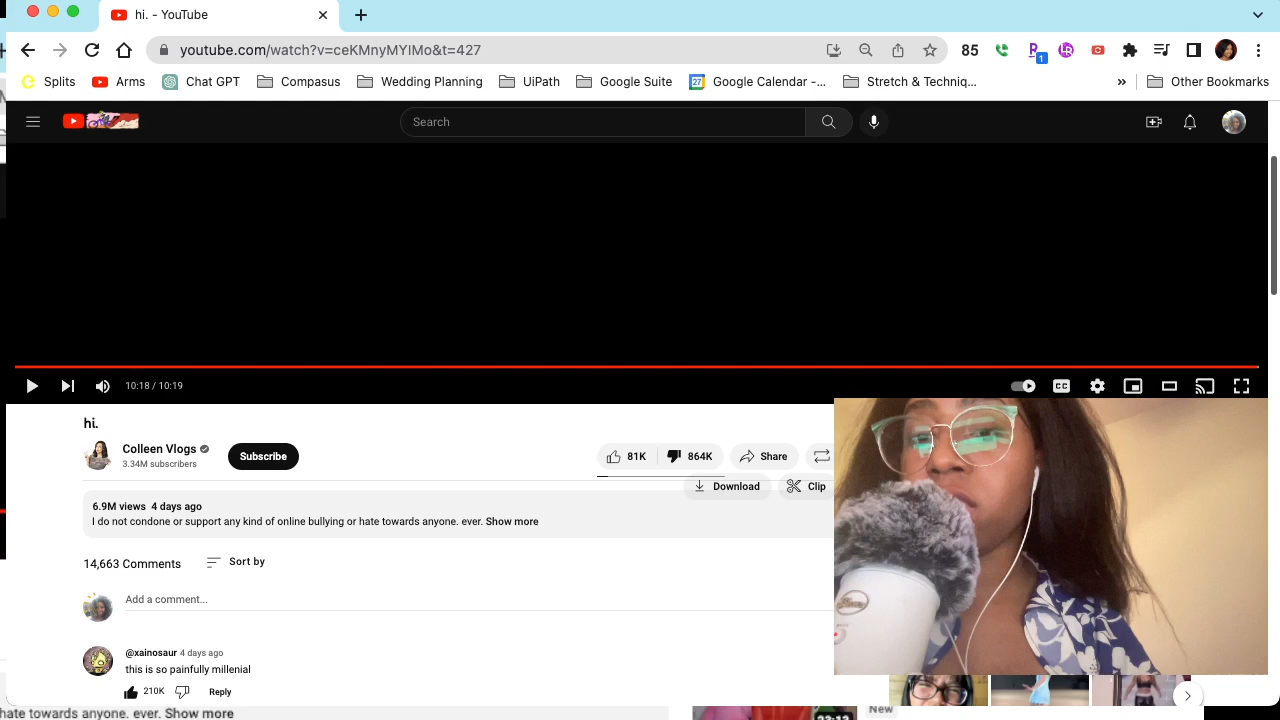 hi. - YouTube
youtube.com/watch?v=ceKMnyMYIMo&t=427
85
1
Splits
Arms
Chat GPT
Compasus
Wedding Planning
UiPath
Google Suite
27
Google Calendar -...
Stretch & Techniq...
»
Other Bookmarks
Search
10:18 / 10:19
CC
hi.
Colleen Vlogs
3.34M subscribers
Subscribe
81K
864K
Share
Download
Clip
6.9M views 4 days ago
I do not condone or support any kind of online bullying or hate towards anyone. ever. Show more
14,663 Comments
Sort by
Add a comment...
@xainosaur 4 days ago
this is so painfully millenial
210K
Reply
New
hate towards anyone. ever. Show more